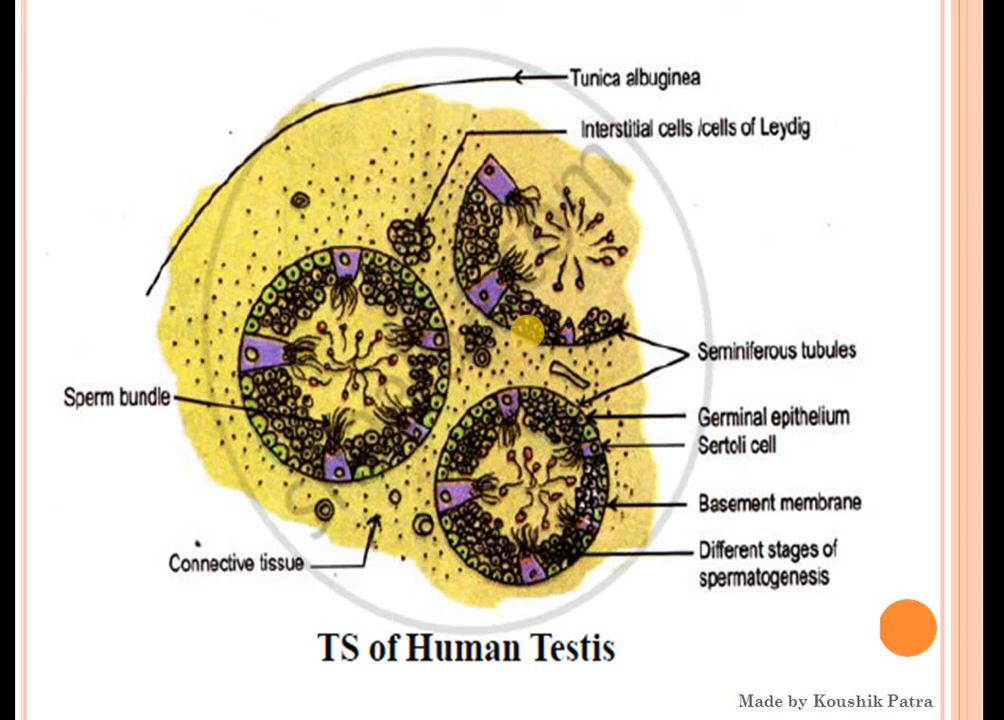 Tunica albuginea
Interstitial cells /cells of Leydig
Seminiferous tubules
Sperm bundle
Germinal epithelium
Sertoli cell
Basement membrane
Different stages of
spermatogenesis
Connective tissue
TS of Human Testis
Made by Koushik Patra